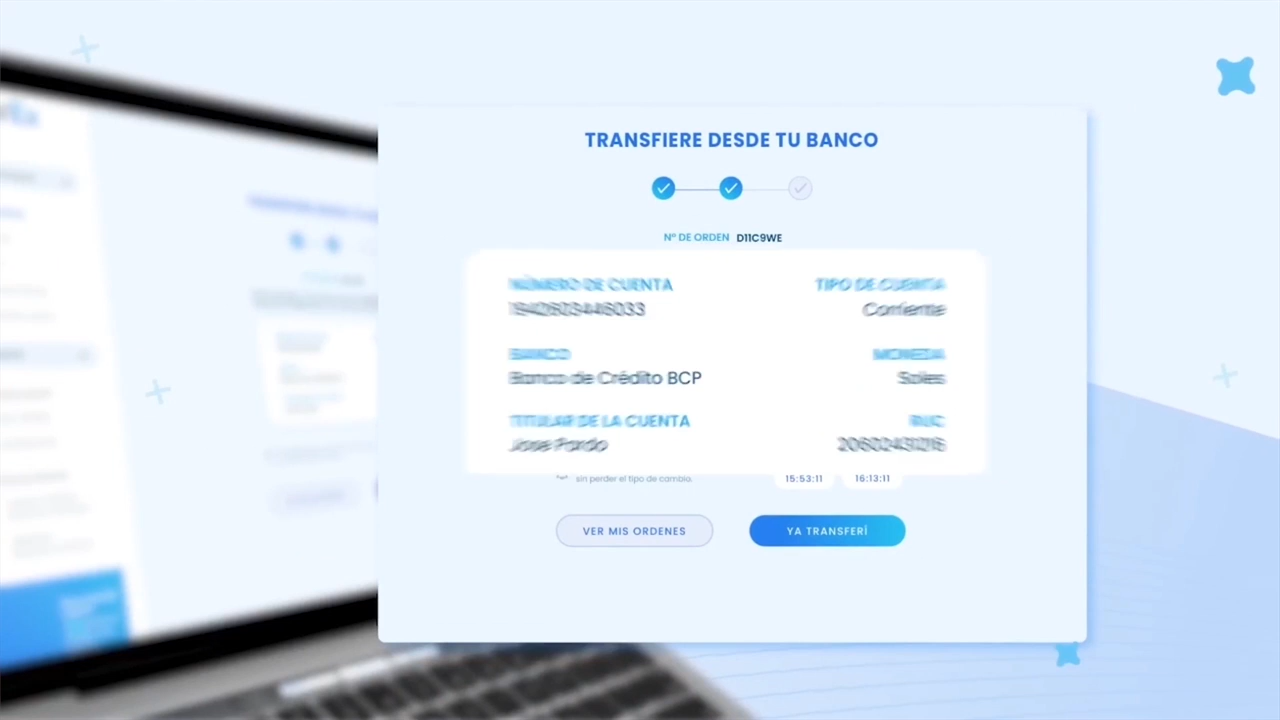 TRANSFIERE DESDE TU BANCO
Nº DE ORDEN D11C9WE
NÚMERO DE CUENTA TIPO DE CUENTA
Corriente
BANCO MONEDA
Banco de Crédito BCP Soles
TITULAR DE LA CUENTA RUC
Jose Pardo
sin perder el tipo de cambio. 15:53:11 16:13:11
VER MIS ORDENES YA TRANSFERÍ